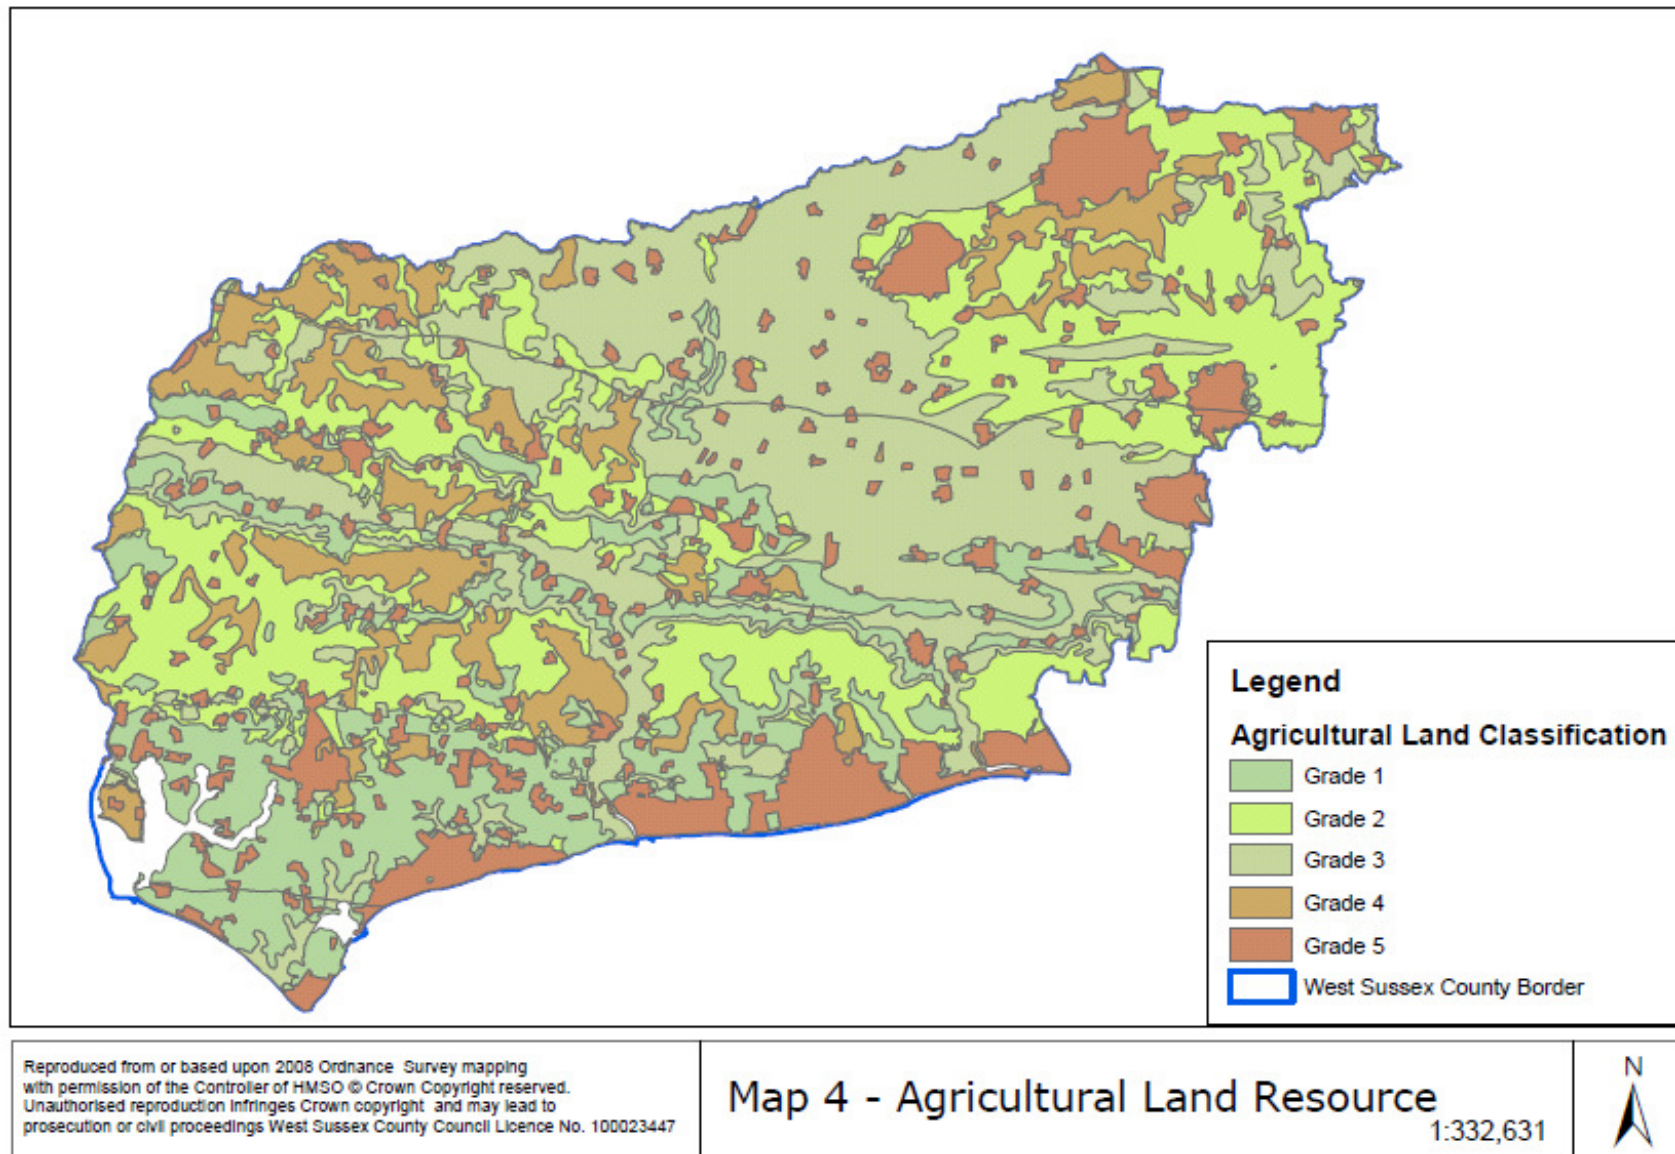 Legend
Agricultural Land Classification
Grade 1
Grade 2
Grade 3
Grade 4
Grade 5
West Sussex County Border
Reproduced from or based upon 2008 Ordnance Survey mapping
with permission of the Controller of HMSO © Crown Copyright reserved.
Unauthorised reproduction infringes Crown copyright and may lead to
prosecution or civil proceedings West Sussex County Council Licence No. 100023447
Map 4 - Agricultural Land Resource
1:332,631
N